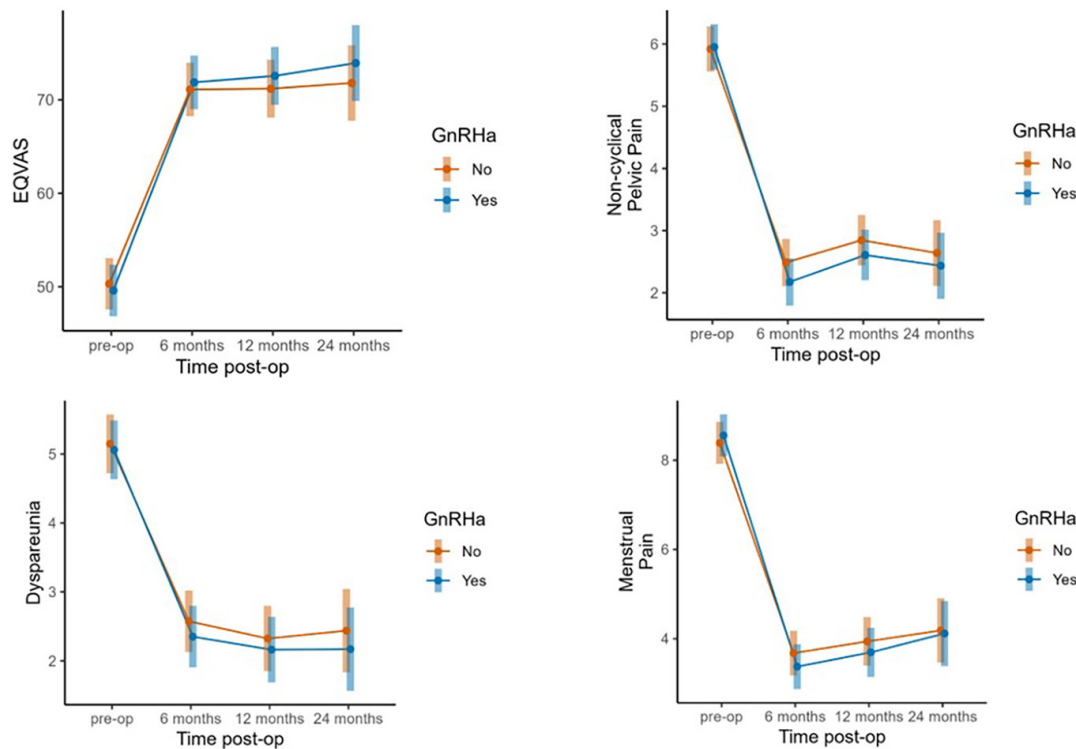 EQVAS
70
60
50
pre-op 6 months 12 months 24 months
Time post-op
GnRHa
No
Yes
Non-cyclical
Pelvic Pain
6
5
4
3
2
pre-op 6 months 12 months 24 months
Time post-op
GnRHa
No
Yes
Dyspareunia
5
4
3
2
pre-op 6 months 12 months 24 months
Time post-op
GnRHa
No
Yes
Menstrual
Pain
8
6
4
pre-op 6 months 12 months 24 months
Time post-op
GnRHa
No
Yes